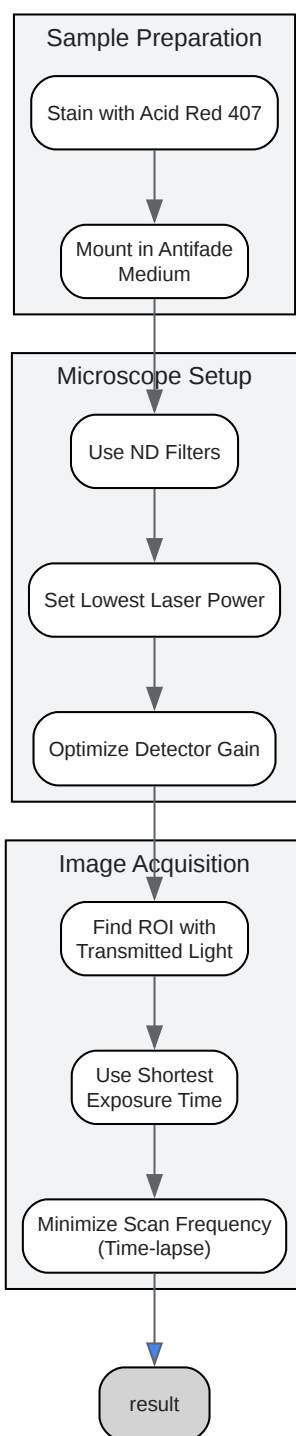 Sample Preparation
Stain with Acid Red 407
Mount in Antifade
Medium
Microscope Setup
Use ND Filters
Set Lowest Laser Power
Optimize Detector Gain
Image Acquisition
Find ROI with
Transmitted Light
Use Shortest
Exposure Time
Minimize Scan Frequency
(Time-lapse)
result